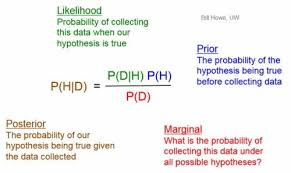 Likelihood
Probability of collecting
this data when our
hypothesis is true
Bill Howe, UW
Prior
The probability of the
hypothesis being true
before collecting data
P(H|D) = P(D|H) P(H)
P(D)
Posterior
The probability of our
hypothesis being true given
the data collected
Marginal
What is the probability of
collecting this data under
all possible hypotheses?